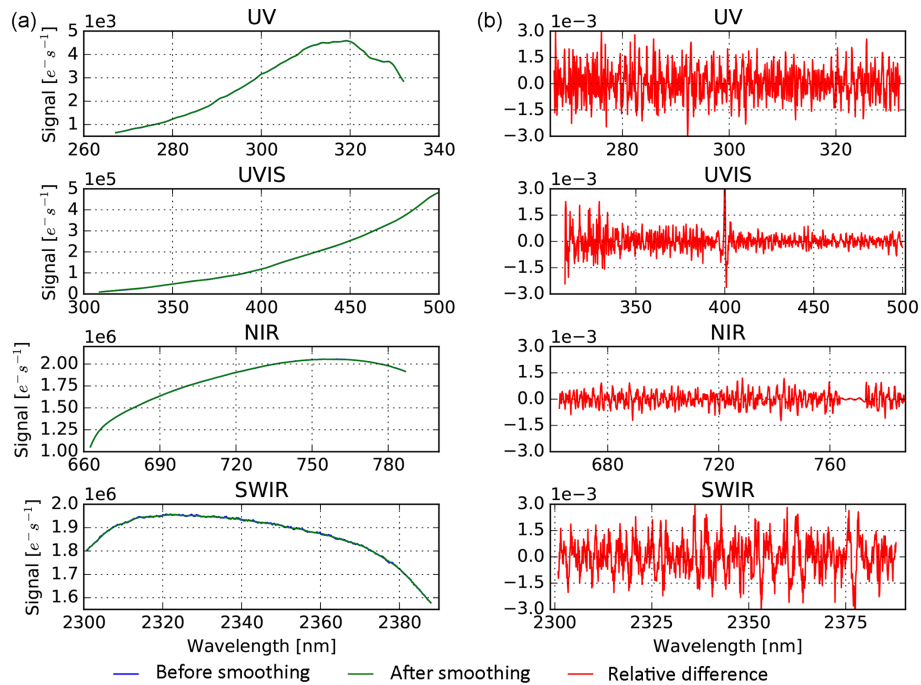 (a)
UV
1e3
Signal [e⁻ s⁻¹]
5
4
3
2
1
260 280 300 320 340
UVIS
1e5
Signal [e⁻ s⁻¹]
5
4
3
2
1
0
300 350 400 450 500
NIR
1e6
Signal [e⁻ s⁻¹]
2.00
1.75
1.50
1.25
1.00
660 690 720 750 780
SWIR
1e6
Signal [e⁻ s⁻¹]
2.0
1.9
1.8
1.7
1.6
2300 2320 2340 2360 2380
Wavelength [nm]
(b)
UV
1e−3
3.0
1.5
0.0
−1.5
−3.0
280 300 320
UVIS
1e−3
3.0
1.5
0.0
−1.5
−3.0
350 400 450 500
NIR
1e−3
3.0
1.5
0.0
−1.5
−3.0
680 720 760
SWIR
1e−3
3.0
1.5
0.0
−1.5
−3.0
2300 2325 2350 2375
Wavelength [nm]
Before smoothing After smoothing Relative difference